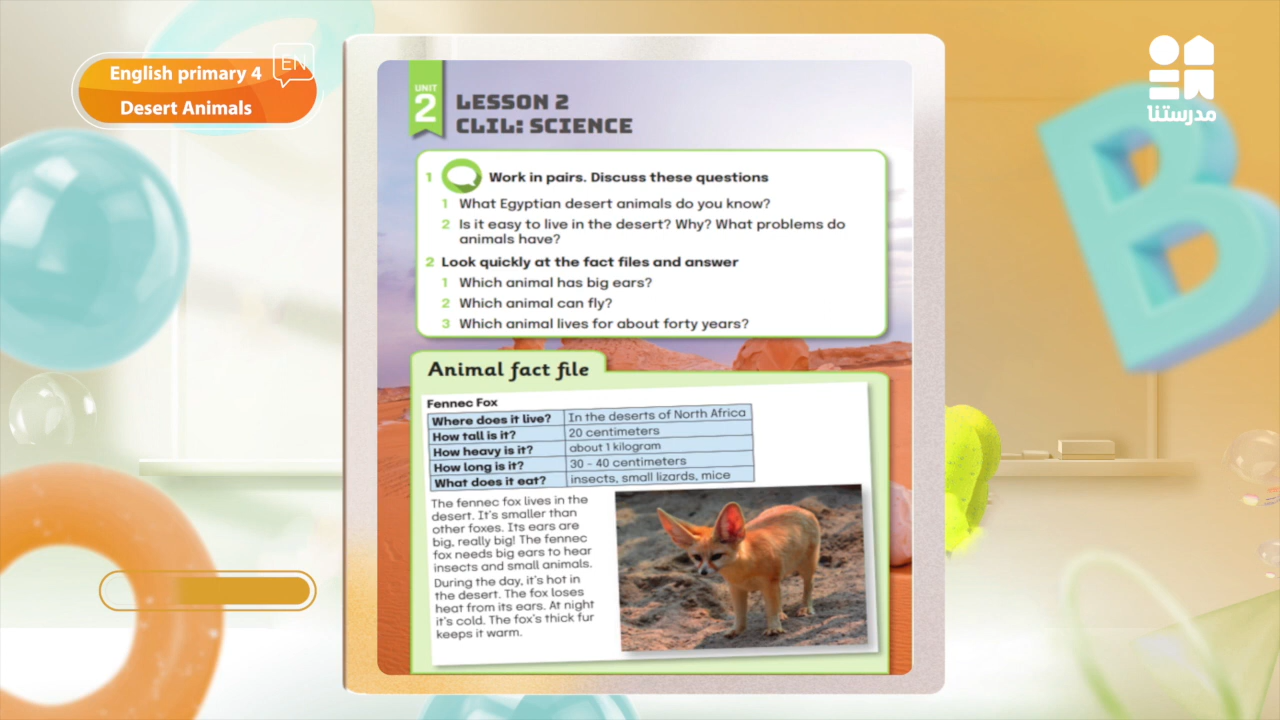 English primary 4
EN
Desert Animals
مدرستنا
UNIT
2
LESSON 2
CLIL: SCIENCE
1 Work in pairs. Discuss these questions
1 What Egyptian desert animals do you know?
2 Is it easy to live in the desert? Why? What problems do
animals have?
2 Look quickly at the fact files and answer
1 Which animal has big ears?
2 Which animal can fly?
3 Which animal lives for about forty years?
Animal fact file
Fennec Fox
Where does it live? In the deserts of North Africa
How tall is it? 20 centimeters
How heavy is it? about 1 kilogram
How long is it? 30 - 40 centimeters
What does it eat? insects, small lizards, mice
The fennec fox lives in the
desert. It's smaller than
other foxes. Its ears are
big, really big! The fennec
fox needs big ears to hear
insects and small animals.
During the day, it's hot in
the desert. The fox loses
heat from its ears. At night
it's cold. The fox's thick fur
keeps it warm.
B